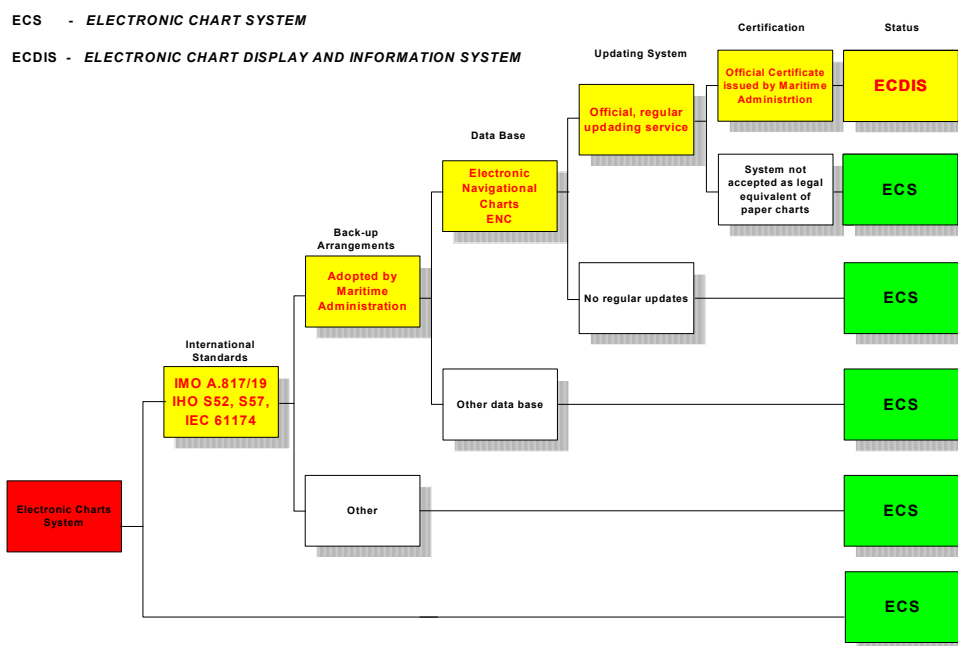 ECS - ELECTRONIC CHART SYSTEM
ECDIS - ELECTRONIC CHART DISPLAY AND INFORMATION SYSTEM
Certification
Status
Updating System
Official Certificate
issued by Maritime
Administrtion
ECDIS
Official, regular
updading service
Data Base
System not
accepted as legal
equivalent of
paper charts
ECS
Electronic
Navigational
Charts
ENC
Back-up
Arrangements
Adopted by
Maritime
Administration
No regular updates
ECS
International
Standards
IMO A.817/19
IHO S52, S57,
IEC 61174
Other data base
ECS
Electronic Charts
System
Other
ECS
ECS